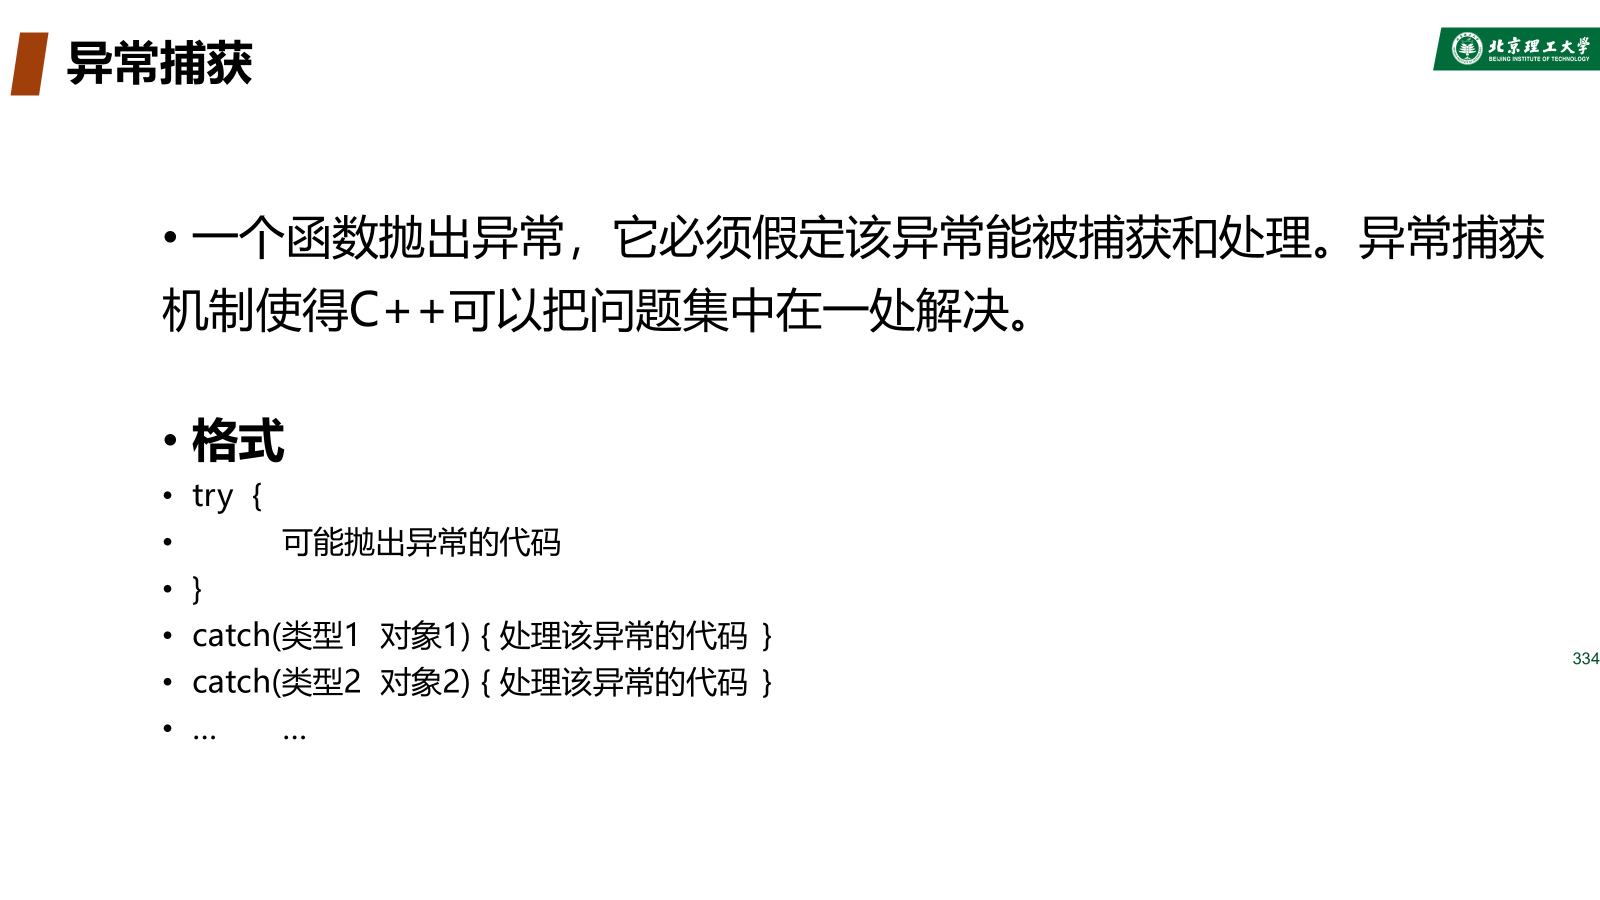 异常捕获
北京理工大学
BEIJING INSTITUTE OF TECHNOLOGY
• 一个函数抛出异常，它必须假定该异常能被捕获和处理。异常捕获
机制使得C++可以把问题集中在一处解决。
• 格式
• try {
• 可能抛出异常的代码
• }
• catch(类型1 对象1) { 处理该异常的代码 }
• catch(类型2 对象2) { 处理该异常的代码 }
• … …
334